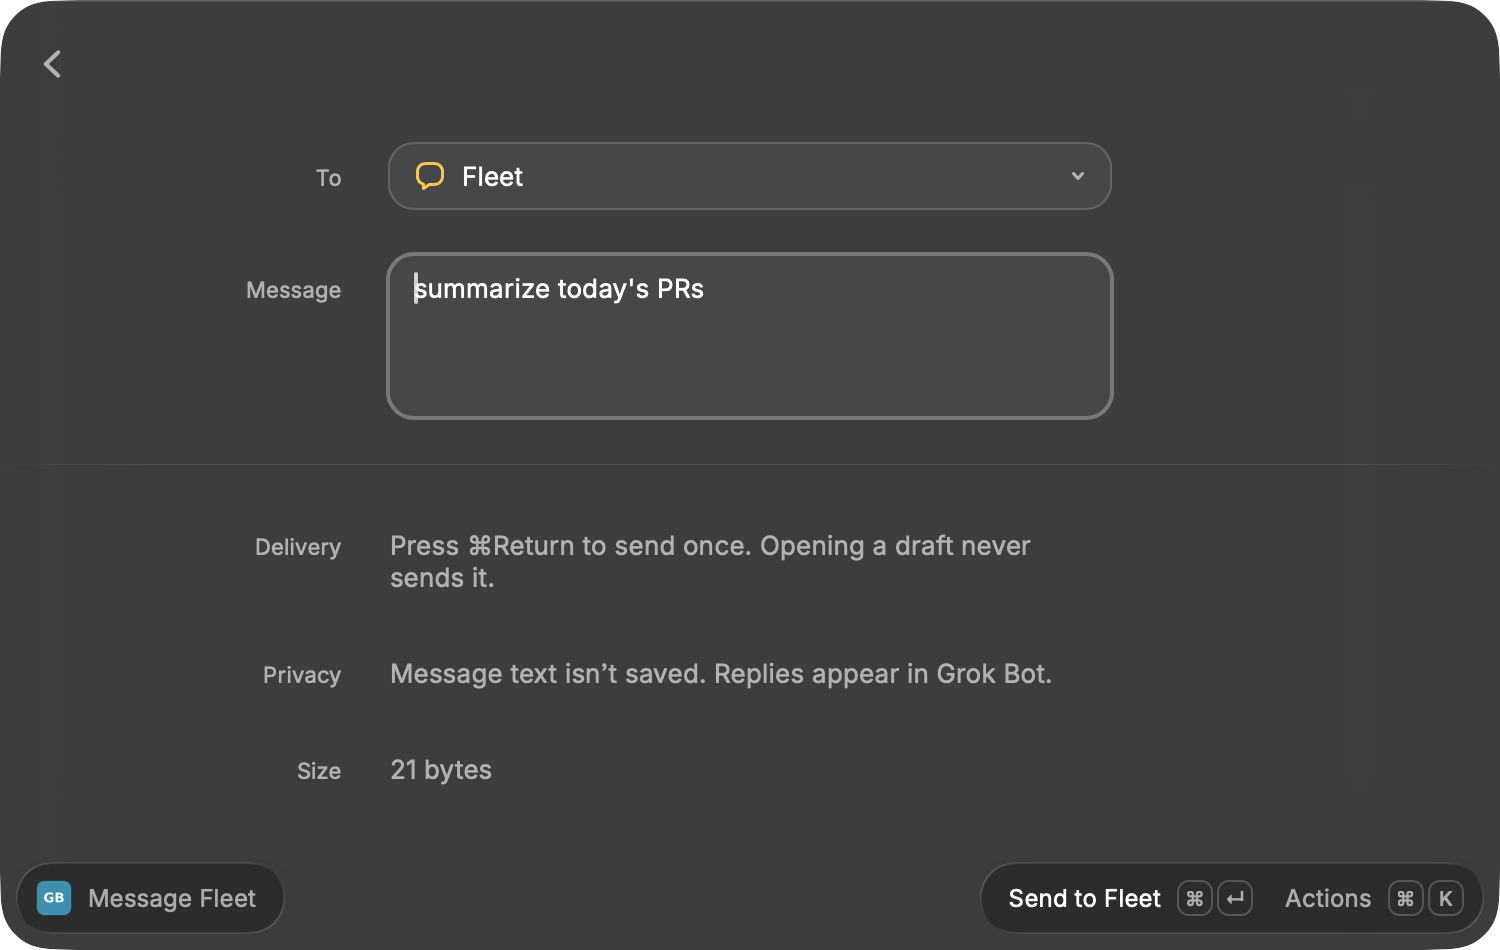 To
Fleet
Message
summarize today's PRs
Delivery
Press ⌘Return to send once. Opening a draft never
sends it.
Privacy
Message text isn’t saved. Replies appear in Grok Bot.
Size
21 bytes
GB Message Fleet
Send to Fleet ⌘ ↵ Actions ⌘ K